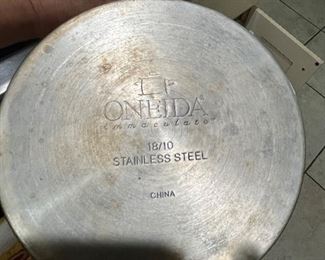 ONEIDA
immaculate
18/10
STAINLESS STEEL
CHINA